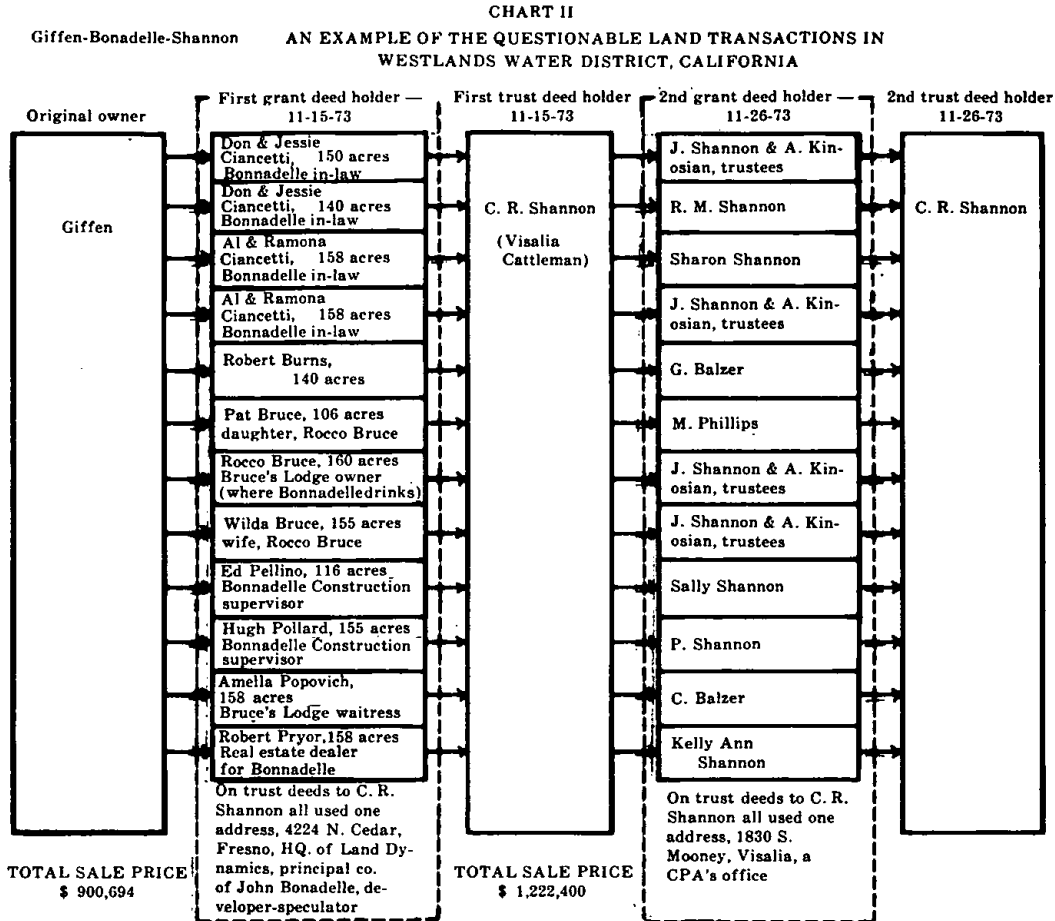 CHART II
Giffen-Bonadelle-Shannon
AN EXAMPLE OF THE QUESTIONABLE LAND TRANSACTIONS IN
WESTLANDS WATER DISTRICT, CALIFORNIA
Original owner
Giffen
TOTAL SALE PRICE
$ 900,694
First grant deed holder —
11-15-73
Don & Jessie
Ciancetti, 150 acres
Bonnadelle in-law
Don & Jessie
Ciancetti, 140 acres
Bonnadelle in-law
Al & Ramona
Ciancetti, 158 acres
Bonnadelle in-law
Al & Ramona
Ciancetti, 158 acres
Bonnadelle in-law
Robert Burns,
140 acres
Pat Bruce, 106 acres
daughter, Rocco Bruce
Rocco Bruce, 160 acres
Bruce's Lodge owner
(where Bonnadelledrinks)
Wilda Bruce, 155 acres
wife, Rocco Bruce
Ed Pellino, 116 acres
Bonnadelle Construction
supervisor
Hugh Pollard, 155 acres
Bonnadelle Construction
supervisor
Amella Popovich,
158 acres
Bruce's Lodge waitress
Robert Pryor,158 acres
Real estate dealer
for Bonnadelle
On trust deeds to C. R.
Shannon all used one
address, 4224 N. Cedar,
Fresno, HQ. of Land Dy-
namics, principal co.
of John Bonadelle, de-
veloper-speculator
First trust deed holder
11-15-73
C. R. Shannon
(Visalia
Cattleman)
TOTAL SALE PRICE
$ 1,222,400
2nd grant deed holder —
11-26-73
J. Shannon & A. Kin-
osian, trustees
R. M. Shannon
Sharon Shannon
J. Shannon & A. Kin-
osian, trustees
G. Balzer
M. Phillips
J. Shannon & A. Kin-
osian, trustees
J. Shannon & A. Kin-
osian, trustees
Sally Shannon
P. Shannon
C. Balzer
Kelly Ann
Shannon
On trust deeds to C. R.
Shannon all used one
address, 1830 S.
Mooney, Visalia, a
CPA's office
2nd trust deed holder
11-26-73
C. R. Shannon